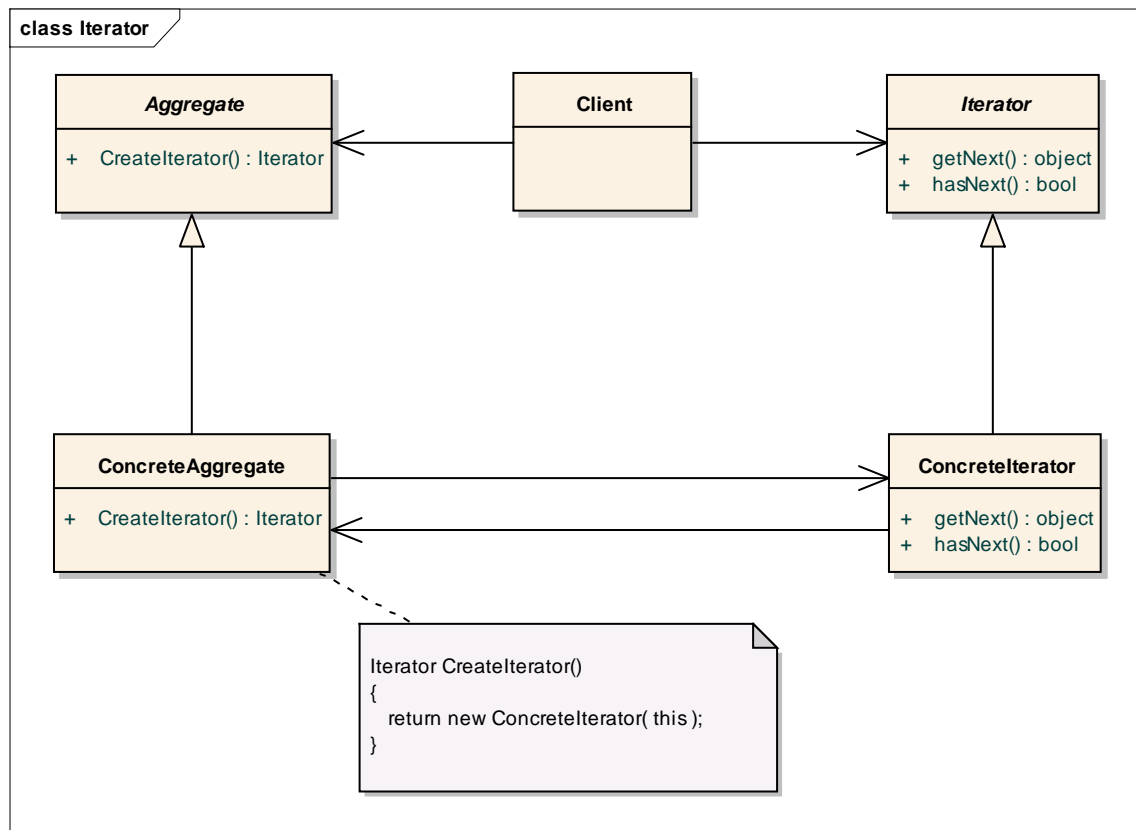 class Iterator
Aggregate
+ CreateIterator() : Iterator
Client
Iterator
+ getNext() : object
+ hasNext() : bool
ConcreteAggregate
+ CreateIterator() : Iterator
ConcreteIterator
+ getNext() : object
+ hasNext() : bool
Iterator CreateIterator()
{
return new ConcreteIterator( this );
}